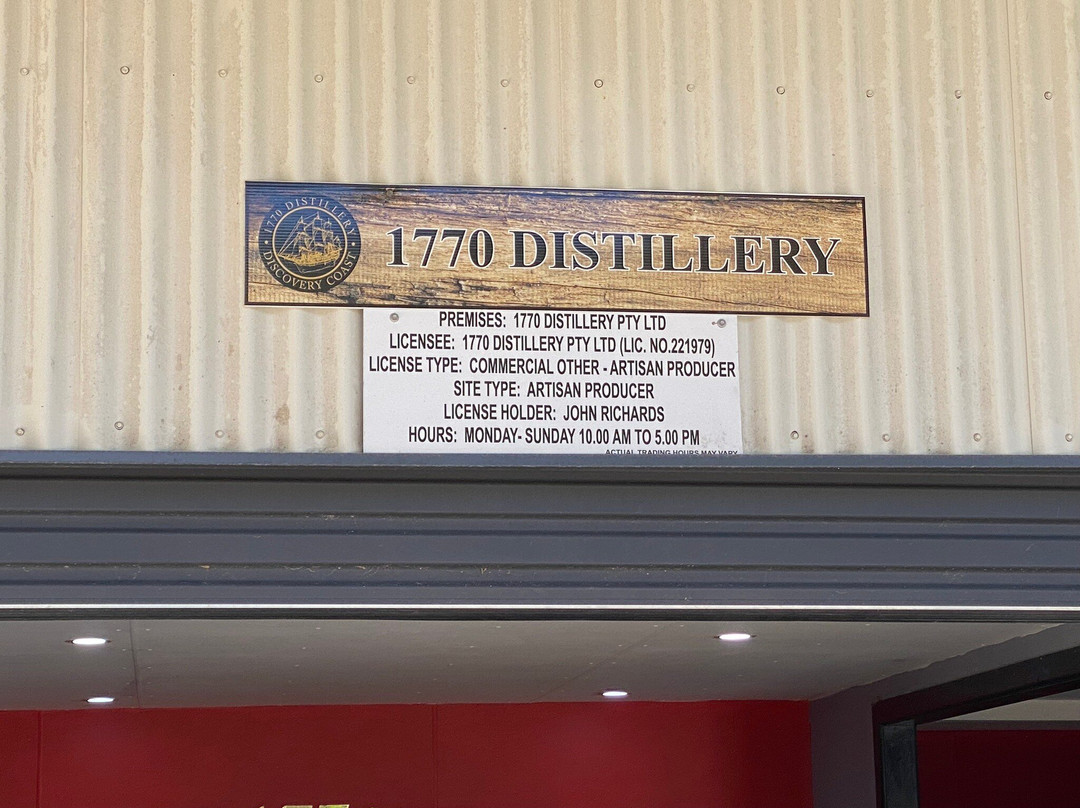 1770 DISTILLERY
DISCOVERY COAST
1770 DISTILLERY
PREMISES: 1770 DISTILLERY PTY LTD
LICENSEE: 1770 DISTILLERY PTY LTD (LIC. NO.221979)
LICENSE TYPE: COMMERCIAL OTHER - ARTISAN PRODUCER
SITE TYPE: ARTISAN PRODUCER
LICENSE HOLDER: JOHN RICHARDS
HOURS: MONDAY- SUNDAY 10.00 AM TO 5.00 PM
ACTUAL TRADING HOURS MAY VARY